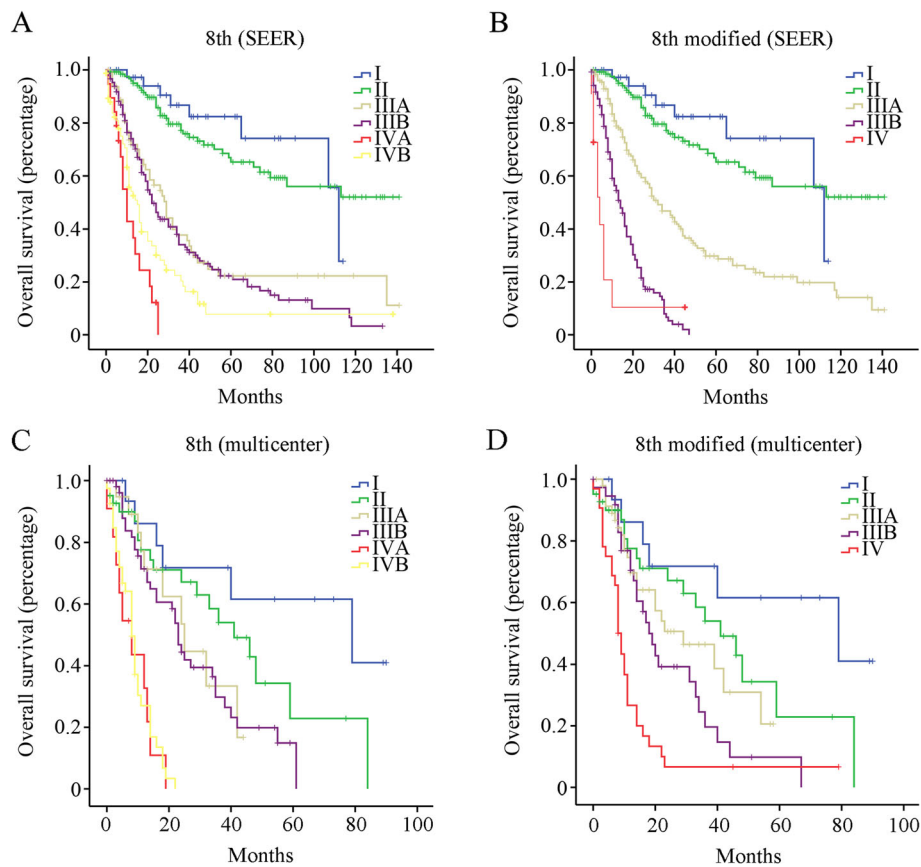 A
8th (SEER)
Overall survival (percentage)
1.0
0.8
0.6
0.4
0.2
0
I
II
IIIA
IIIB
IVA
IVB
0 20 40 60 80 100 120 140
Months
B
8th modified (SEER)
Overall survival (percentage)
1.0
0.8
0.6
0.4
0.2
0
I
II
IIIA
IIIB
IV
0 20 40 60 80 100 120 140
Months
C
8th (multicenter)
Overall survival (percentage)
1.0
0.8
0.6
0.4
0.2
0
I
II
IIIA
IIIB
IVA
IVB
0 20 40 60 80 100
Months
D
8th modified (multicenter)
Overall survival (percentage)
1.0
0.8
0.6
0.4
0.2
0
I
II
IIIA
IIIB
IV
0 20 40 60 80 100
Months